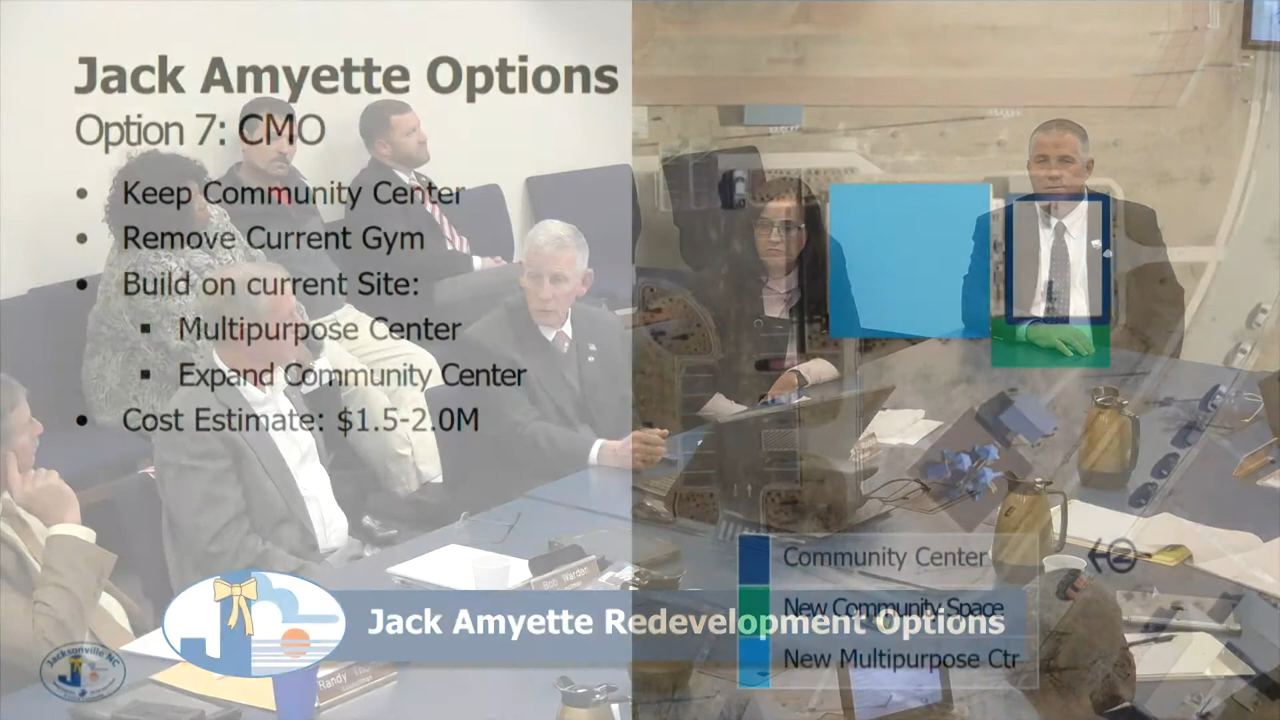 Jack Amyette Options
Option 7: CMO
• Keep Community Center
• Remove Current Gym
• Build on current Site:
▪ Multipurpose Center
▪ Expand Community Center
• Cost Estimate: $1.5-2.0M
Community Center
New Community Space
New Multipurpose Ctr
Jack Amyette Redevelopment Options
Bob Warden
Randy
Jacksonville NC